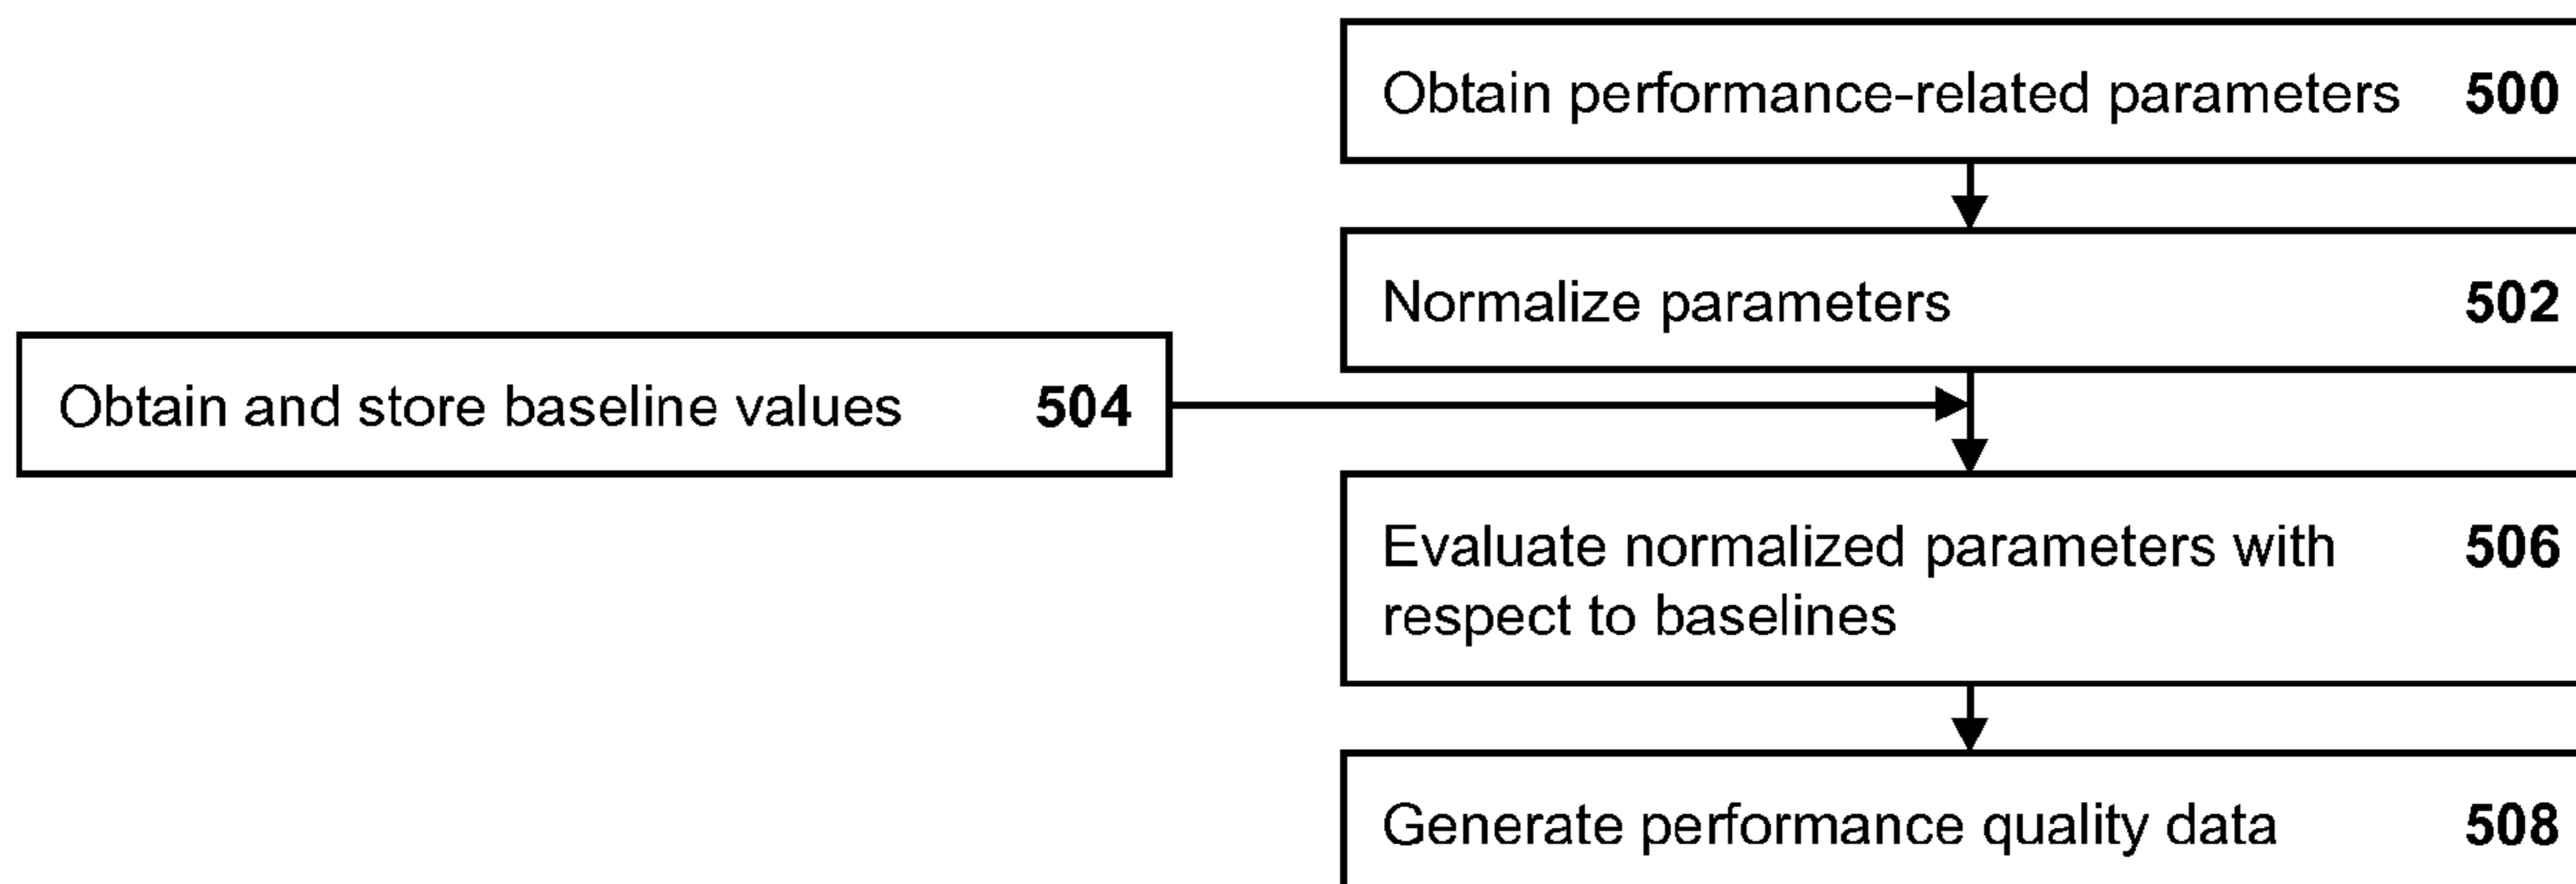 Obtain performance-related parameters 500
Normalize parameters 502
Obtain and store baseline values 504
Evaluate normalized parameters with 506
respect to baselines
Generate performance quality data 508